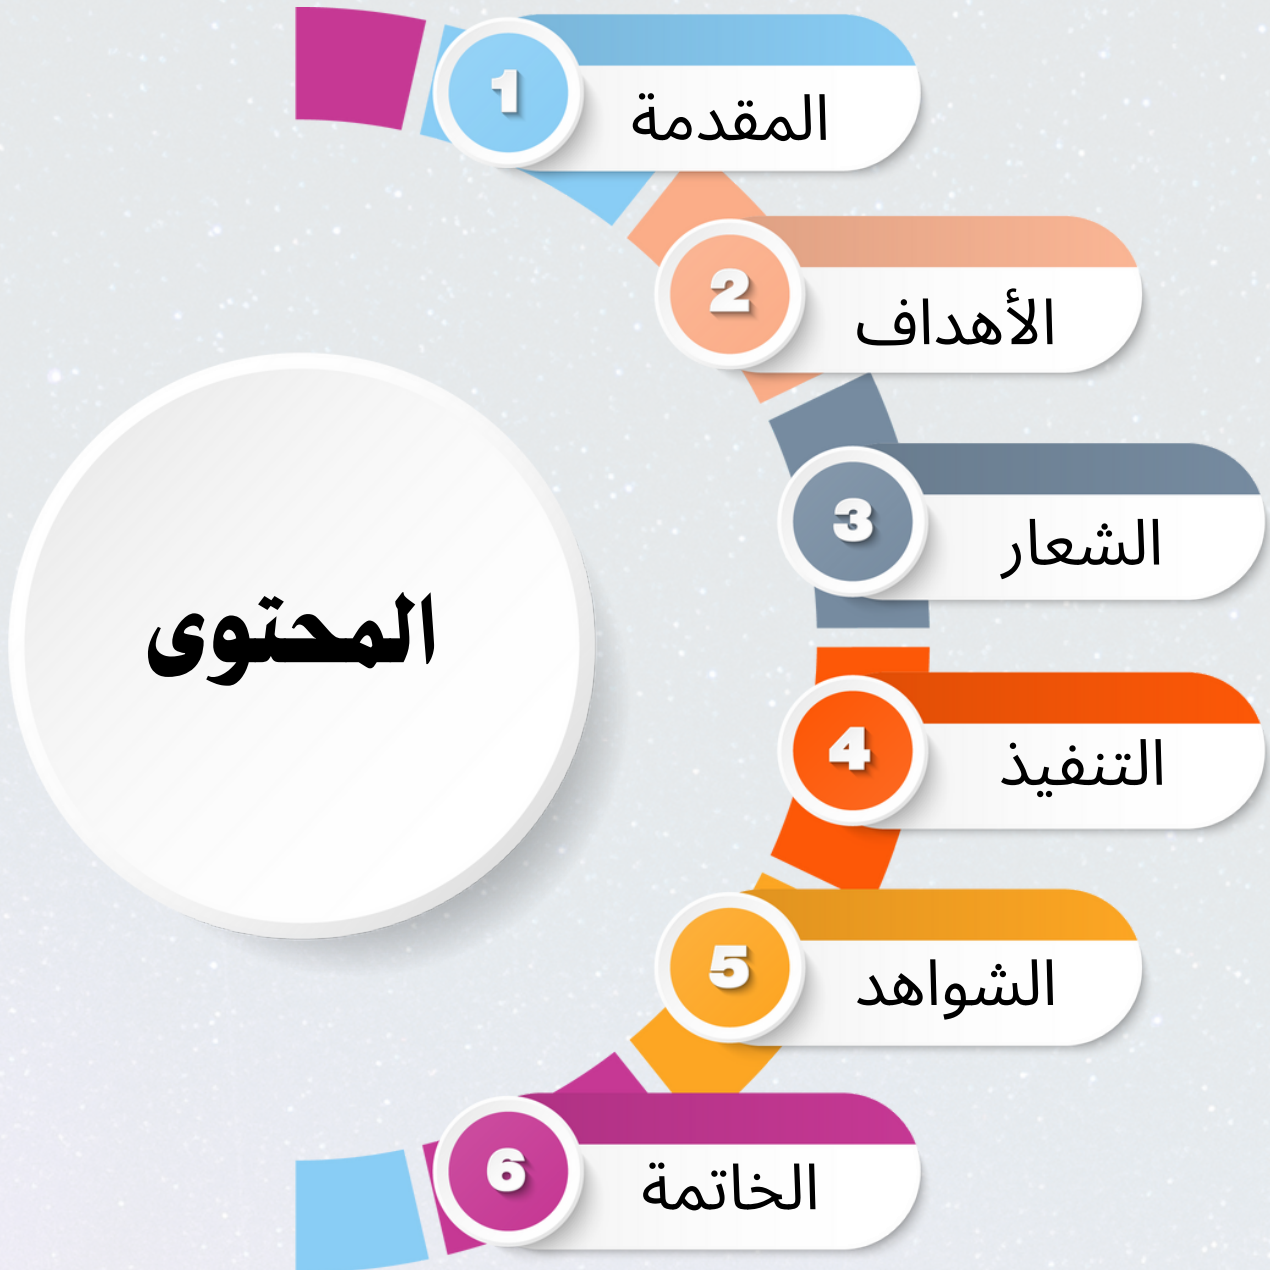 1
المقدمة
2
الأهداف
3
الشعار
المحتوى
4
التنفيذ
5
الشواهد
6
الخاتمة